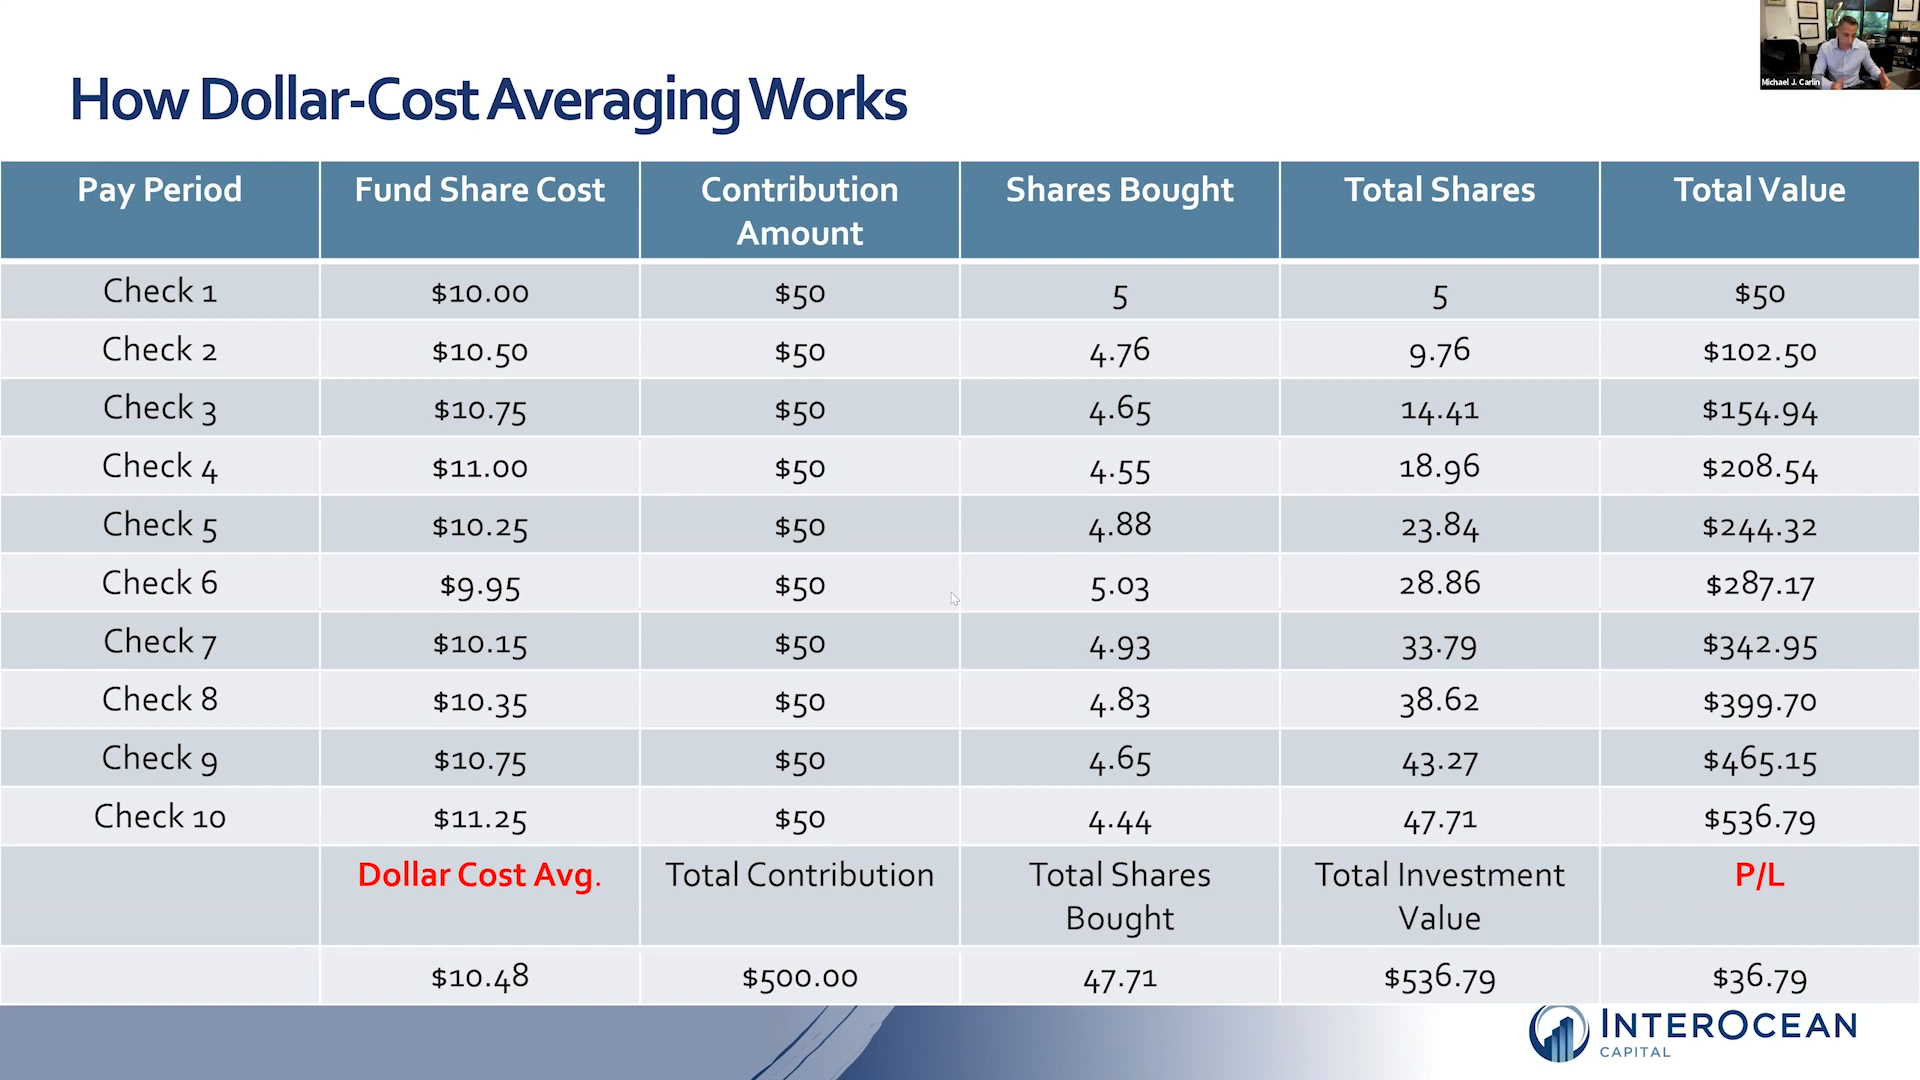 Michael J. Carlin
How Dollar-Cost Averaging Works
Pay Period Fund Share Cost Contribution Amount Shares Bought Total Shares Total Value
Check 1 $10.00 $50 5 5 $50
Check 2 $10.50 $50 4.76 9.76 $102.50
Check 3 $10.75 $50 4.65 14.41 $154.94
Check 4 $11.00 $50 4.55 18.96 $208.54
Check 5 $10.25 $50 4.88 23.84 $244.32
Check 6 $9.95 $50 5.03 28.86 $287.17
Check 7 $10.15 $50 4.93 33.79 $342.95
Check 8 $10.35 $50 4.83 38.62 $399.70
Check 9 $10.75 $50 4.65 43.27 $465.15
Check 10 $11.25 $50 4.44 47.71 $536.79
Dollar Cost Avg. Total Contribution Total Shares Bought Total Investment Value P/L
$10.48 $500.00 47.71 $536.79 $36.79
INTEROCEAN
CAPITAL